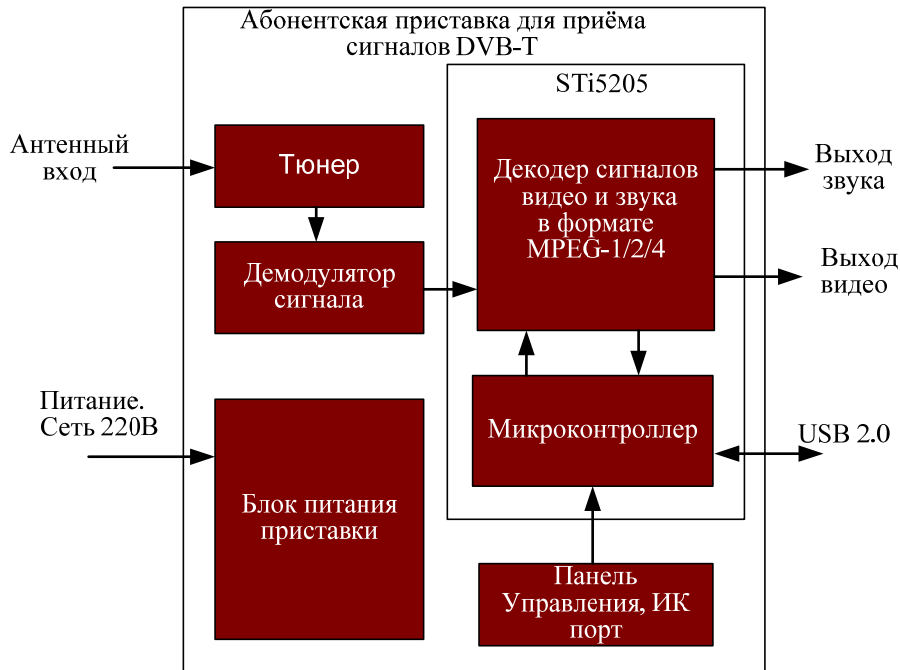 Абонентская приставка для приёма
сигналов DVB-T
STi5205
Антенный
вход
Тюнер
Декодер сигналов
видео и звука
в формате
MPEG-1/2/4
Выход
звука
Демодулятор
сигнала
Выход
видео
Питание.
Сеть 220В
Микроконтроллер
USB 2.0
Блок питания
приставки
Панель
Управления, ИК
порт